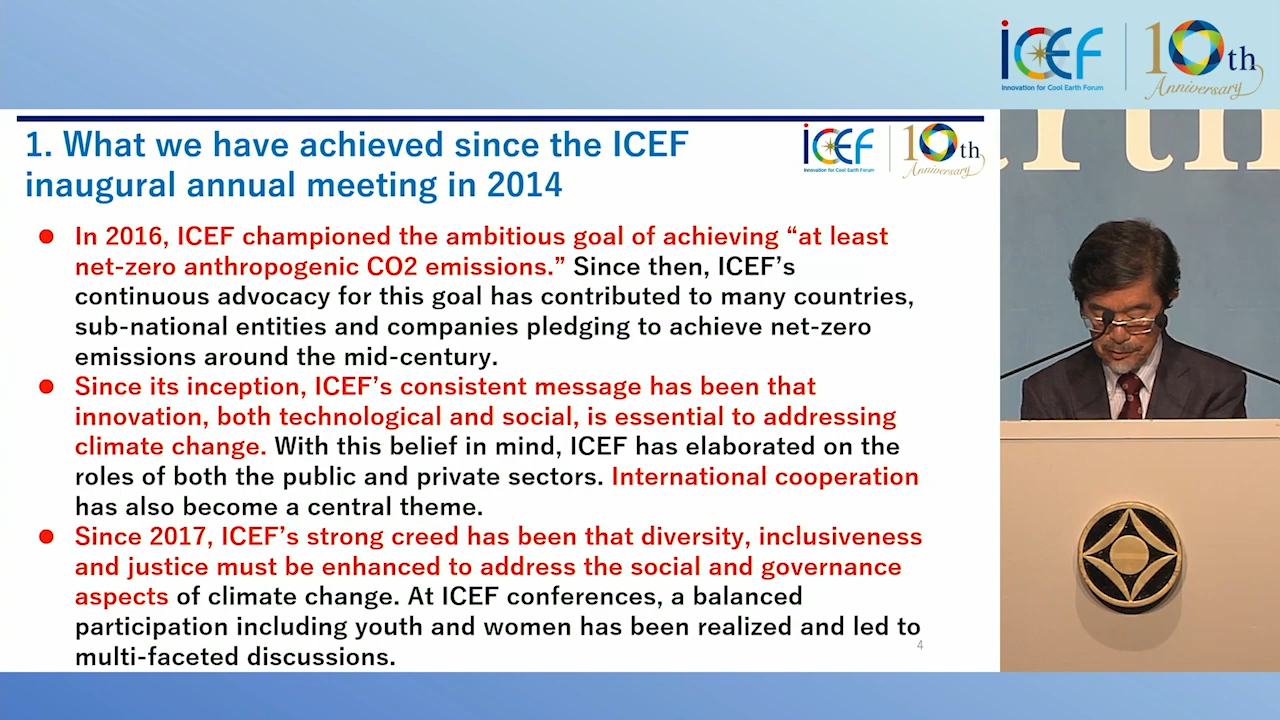 ICEF
Innovation for Cool Earth Forum
10th
Anniversary
1. What we have achieved since the ICEF
inaugural annual meeting in 2014
ICEF
Innovation for Cool Earth Forum
10th
Anniversary
● In 2016, ICEF championed the ambitious goal of achieving “at least
net-zero anthropogenic CO2 emissions.” Since then, ICEF’s
continuous advocacy for this goal has contributed to many countries,
sub-national entities and companies pledging to achieve net-zero
emissions around the mid-century.
● Since its inception, ICEF’s consistent message has been that
innovation, both technological and social, is essential to addressing
climate change. With this belief in mind, ICEF has elaborated on the
roles of both the public and private sectors. International cooperation
has also become a central theme.
● Since 2017, ICEF’s strong creed has been that diversity, inclusiveness
and justice must be enhanced to address the social and governance
aspects of climate change. At ICEF conferences, a balanced
participation including youth and women has been realized and led to
multi-faceted discussions.
4